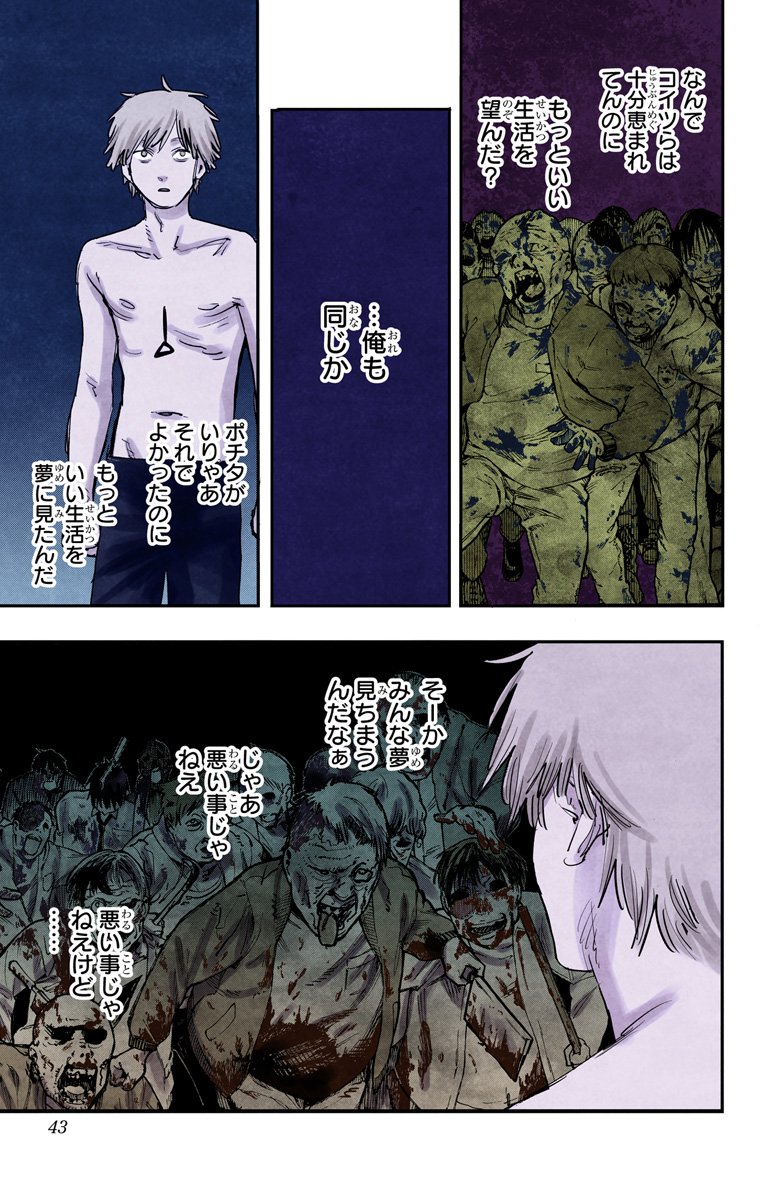 なんで
コイツらは
十分恵まれ
てんのに
もっといい
生活を
望んだ？
…俺も
同じか
ポチタが
いりゃあ
それで
よかったのに
もっと
いい生活を
夢に見たんだ
そーか
みんな夢
見ちまう
んだなぁ
じゃあ
悪い事じゃ
ねえ
悪い事じゃ
ねえけど
……
43